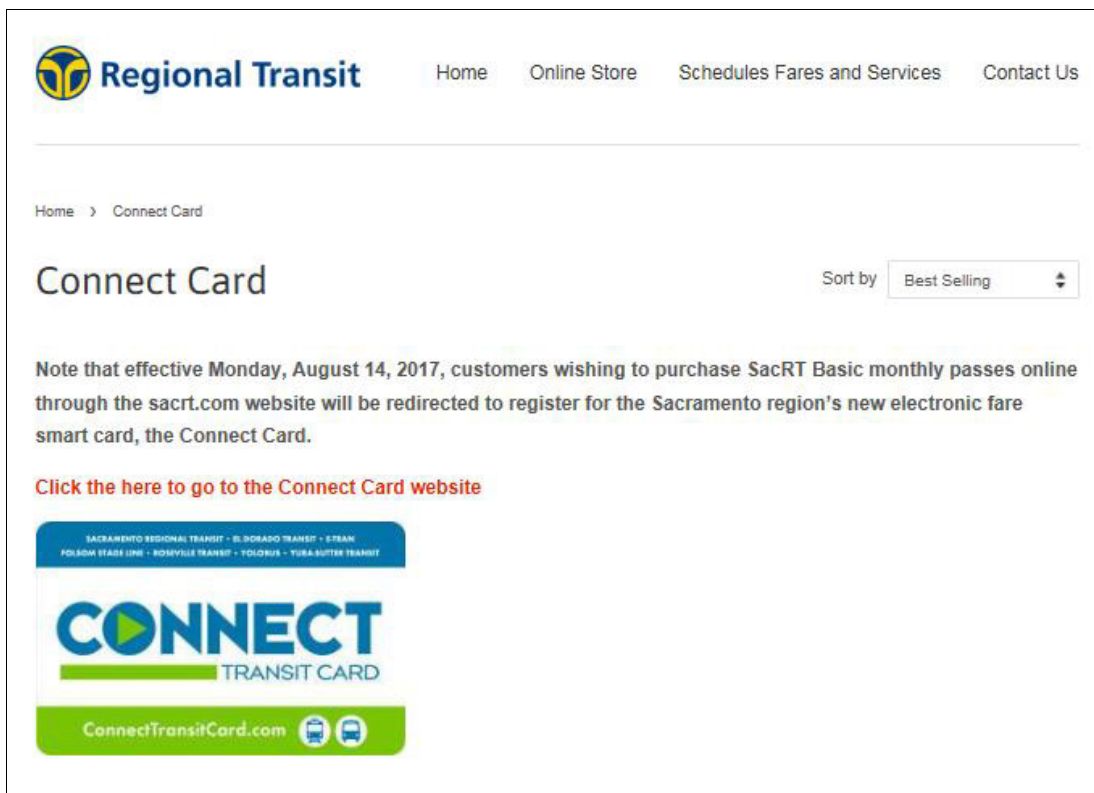 Regional Transit
Home
Online Store
Schedules Fares and Services
Contact Us
Home › Connect Card
Connect Card
Sort by
Best Selling
Note that effective Monday, August 14, 2017, customers wishing to purchase SacRT Basic monthly passes online
through the sacrt.com website will be redirected to register for the Sacramento region's new electronic fare
smart card, the Connect Card.
Click the here to go to the Connect Card website
SACRAMENTO REGIONAL TRANSIT • EL DORADO TRANSIT • E-TRAN
FOLSOM STAGE LINE • ROSEVILLE TRANSIT • YOLOBUS • YUBA-SUTTER TRANSIT
CONNECT
TRANSIT CARD
ConnectTransitCard.com